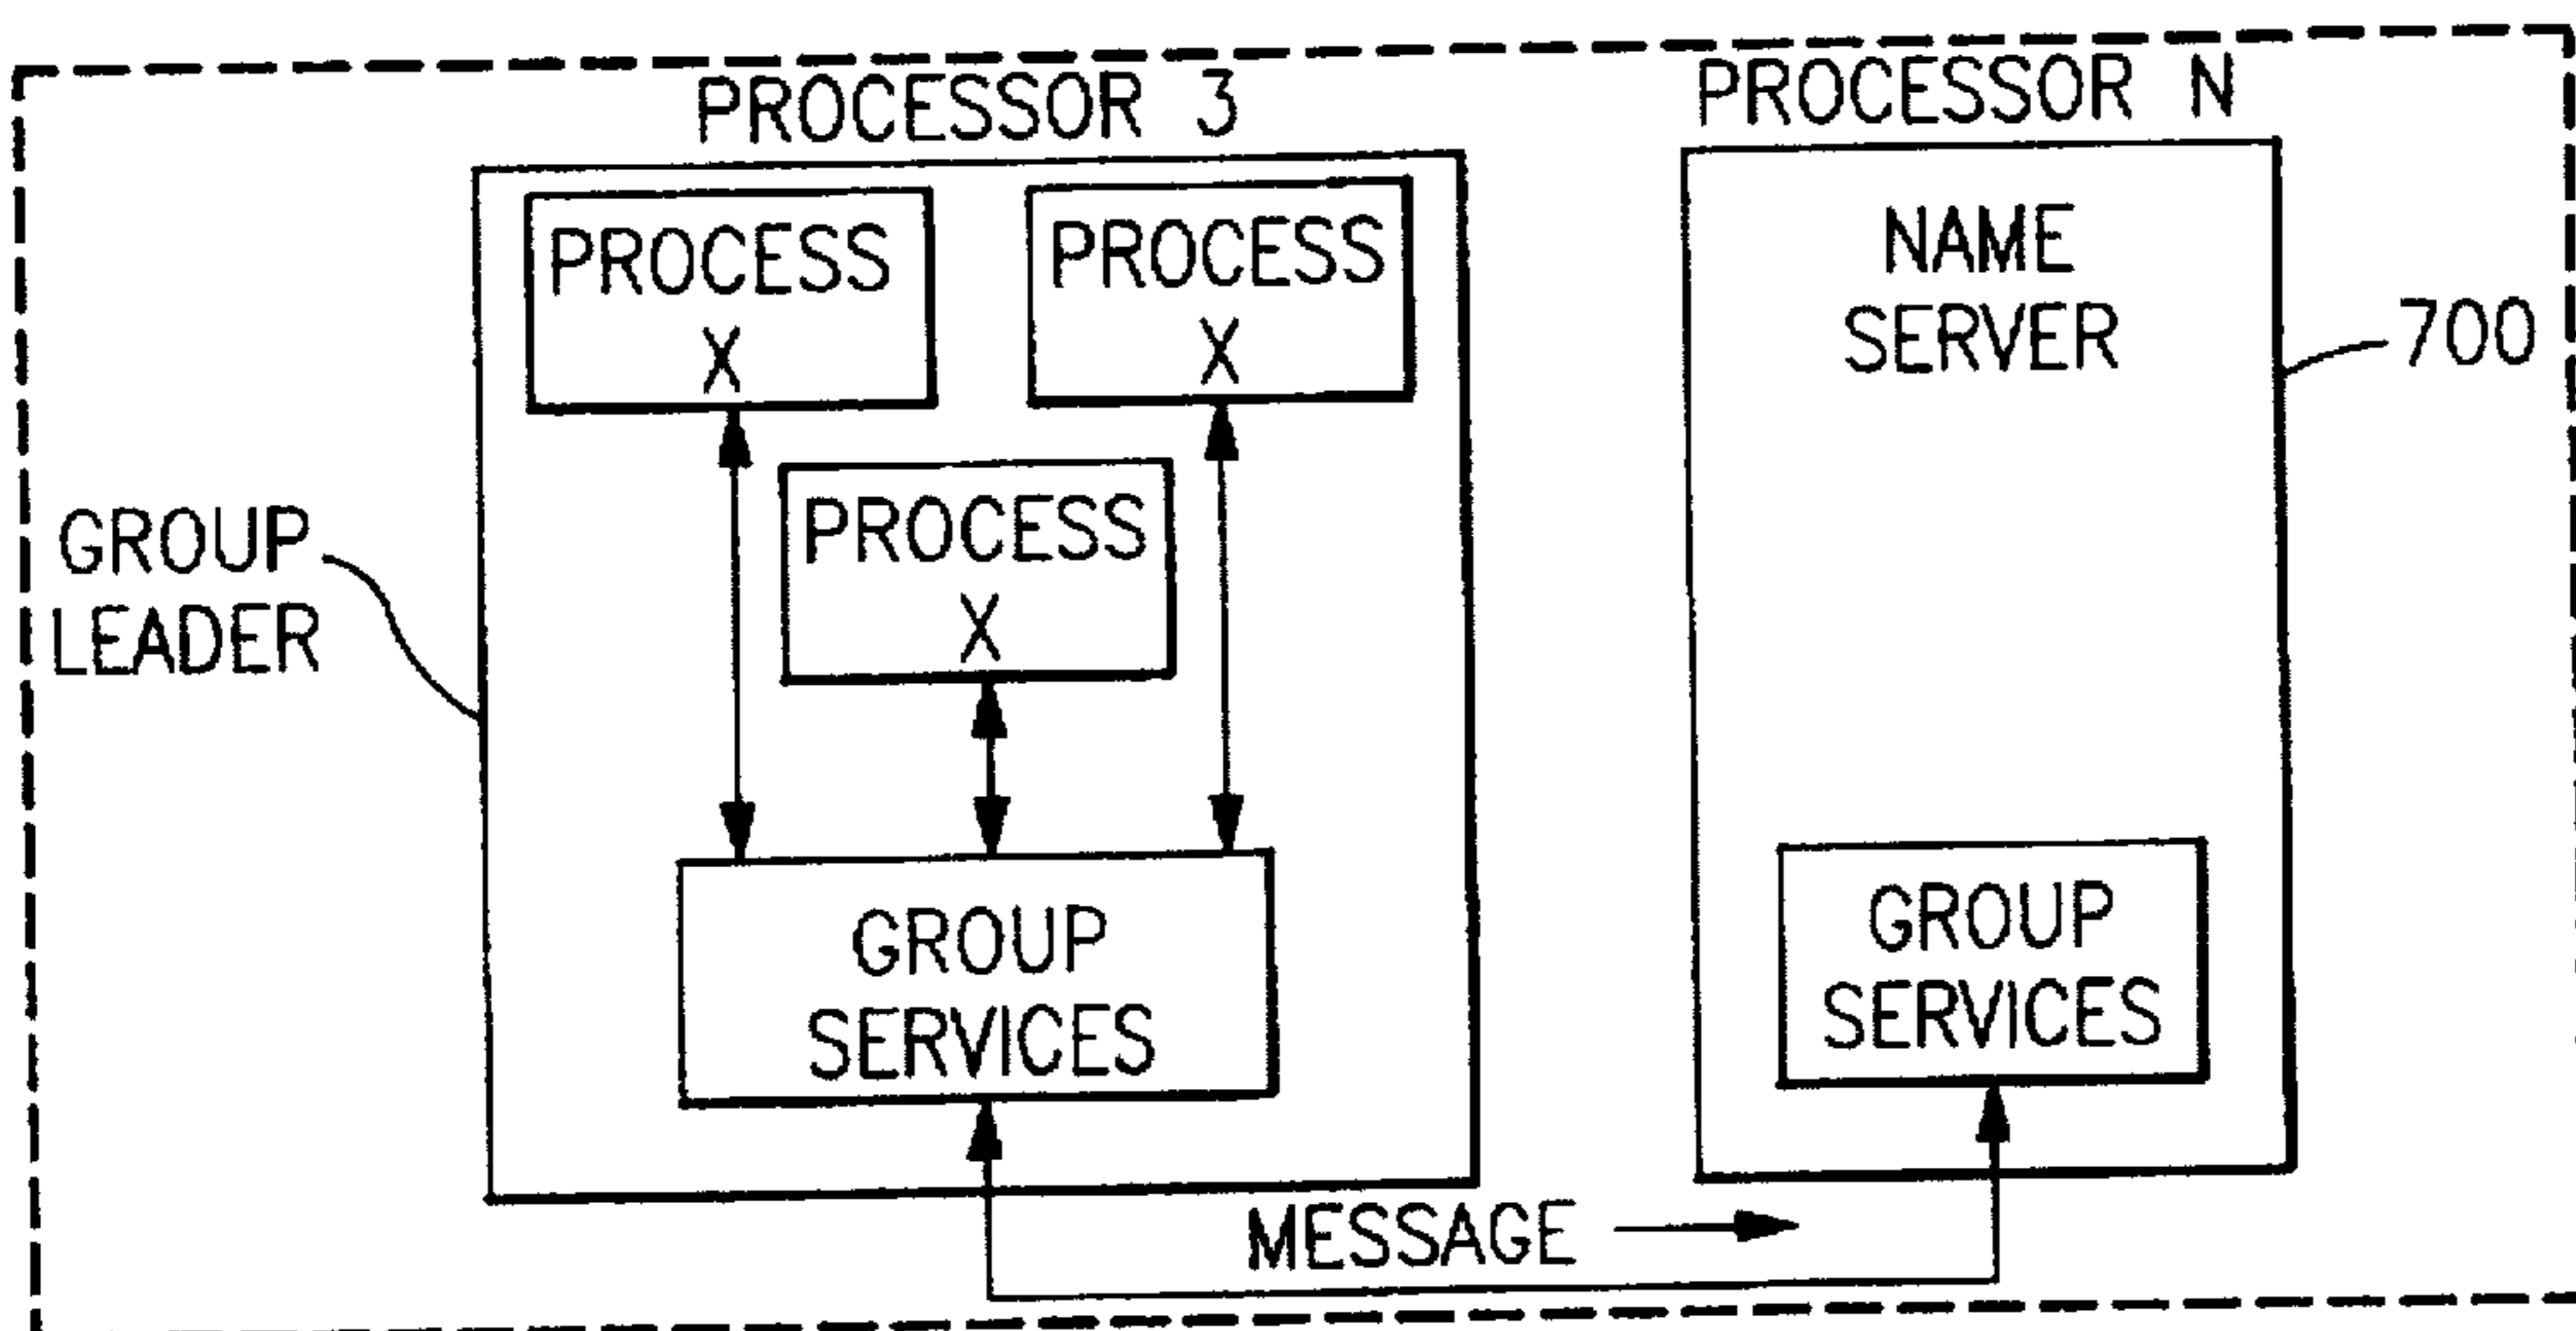 PROCESSOR 3
PROCESSOR N
PROCESS
X
PROCESS
X
NAME
SERVER
700
PROCESS
X
GROUP
LEADER
GROUP
SERVICES
GROUP
SERVICES
MESSAGE